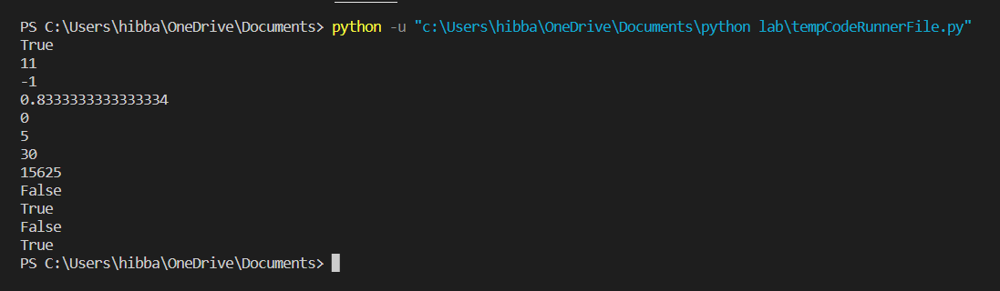 PS C:\Users\hibba\OneDrive\Documents> python -u "c:\Users\hibba\OneDrive\Documents\python lab\tempCodeRunnerFile.py"
True
11
-1
0.8333333333333334
0
5
30
15625
False
True
False
True
PS C:\Users\hibba\OneDrive\Documents>